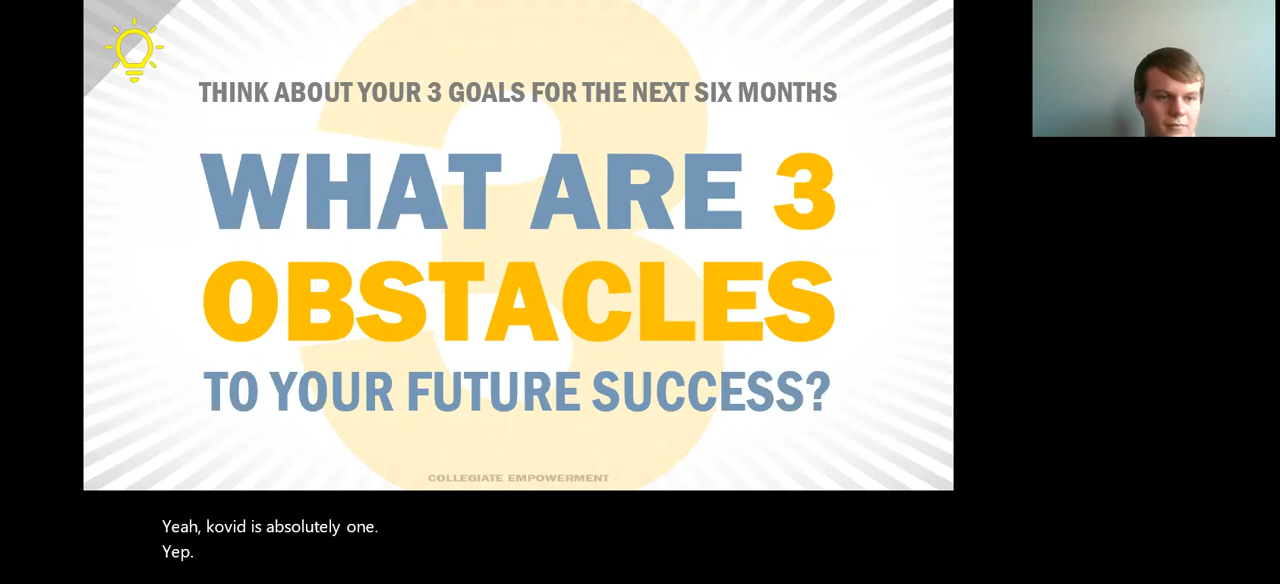 THINK ABOUT YOUR 3 GOALS FOR THE NEXT SIX MONTHS
WHAT ARE 3
OBSTACLES
TO YOUR FUTURE SUCCESS?
COLLEGIATE EMPOWERMENT
Yeah, kovid is absolutely one.
Yep.